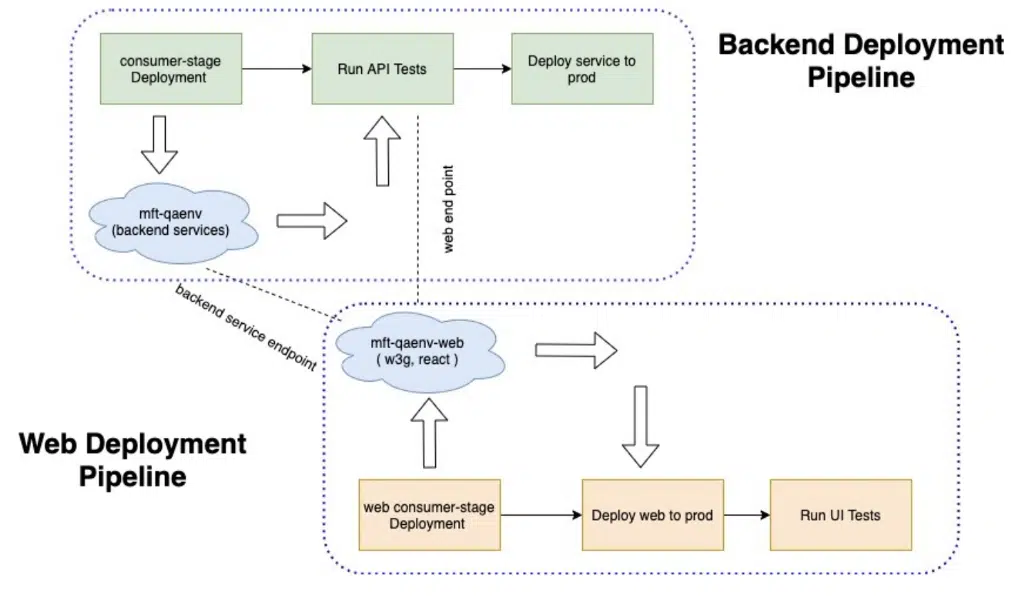 Backend Deployment
Pipeline
consumer-stage
Deployment
Run API Tests
Deploy service to
prod
mft-qaenv
(backend services)
web end point
backend service endpoint
mft-qaenv-web
( w3g, react )
Web Deployment
Pipeline
web consumer-stage
Deployment
Deploy web to prod
Run UI Tests